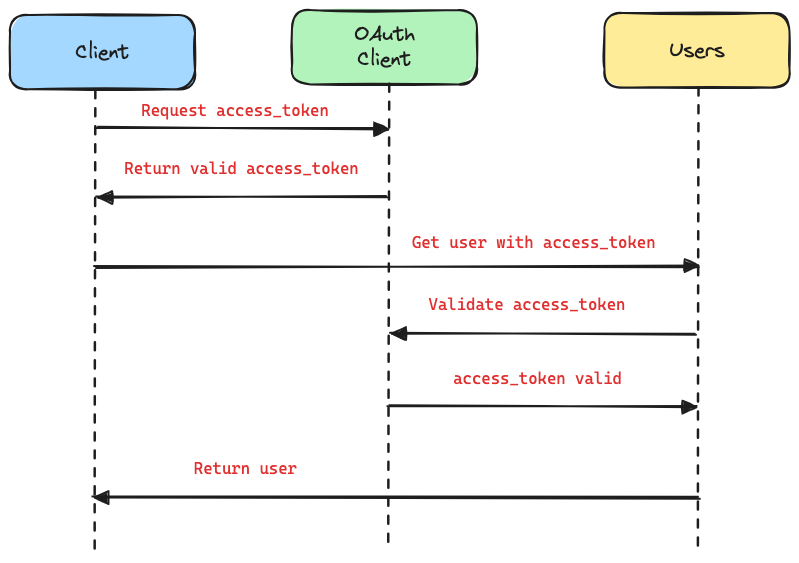 Client
OAuth
Client
Users
Request access_token
Return valid access_token
Get user with access_token
Validate access_token
access_token valid
Return user